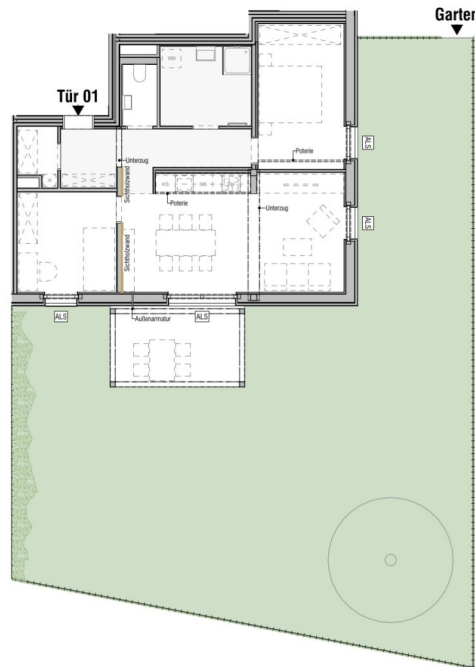 Garten
Tür 01
Unterzug
Poterie
ALS
Sichtholzwand
Poterie
Unterzug
ALS
Sichtholzwand
ALS
Außenarmatur
ALS